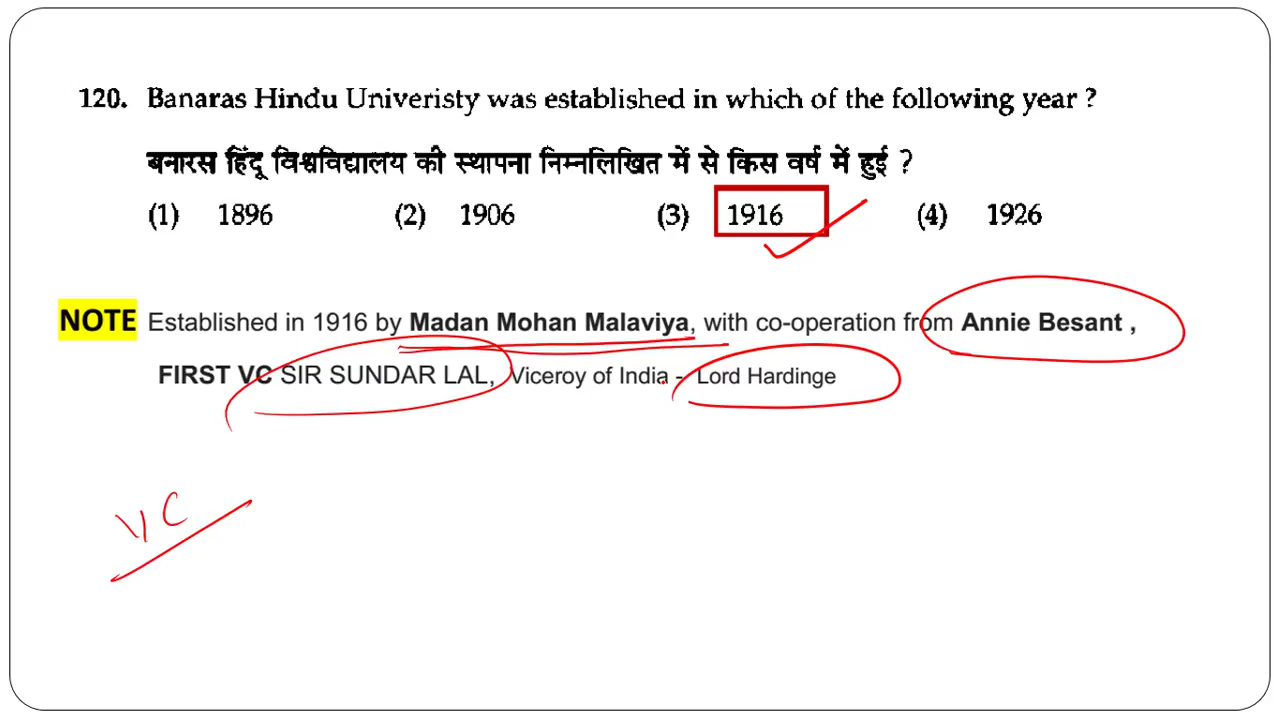 120. Banaras Hindu Univeristy was established in which of the following year ?
बनारस हिंदू विश्वविद्यालय की स्थापना निम्नलिखित में से किस वर्ष में हुई ?
(1) 1896 (2) 1906 (3) 1916 (4) 1926
NOTE Established in 1916 by Madan Mohan Malaviya, with co-operation from Annie Besant ,
FIRST VC SIR SUNDAR LAL, Viceroy of India - Lord Hardinge
VC